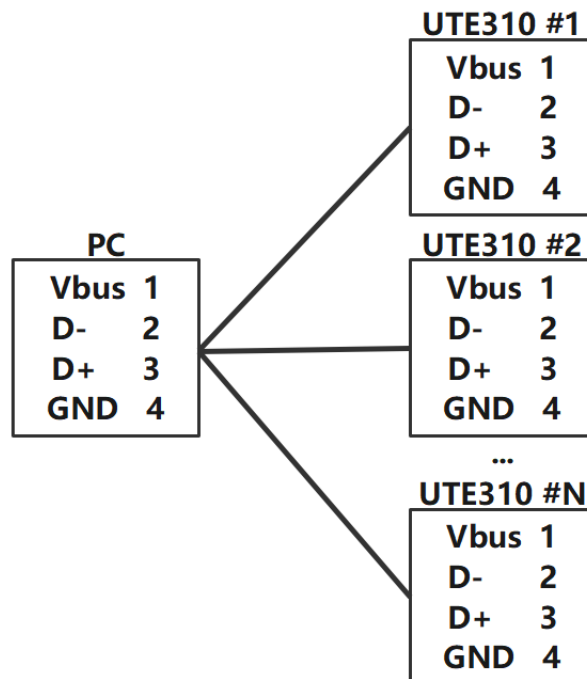 UTE310 #1
Vbus 1
D- 2
D+ 3
GND 4
PC
Vbus 1
D- 2
D+ 3
GND 4
UTE310 #2
Vbus 1
D- 2
D+ 3
GND 4
...
UTE310 #N
Vbus 1
D- 2
D+ 3
GND 4